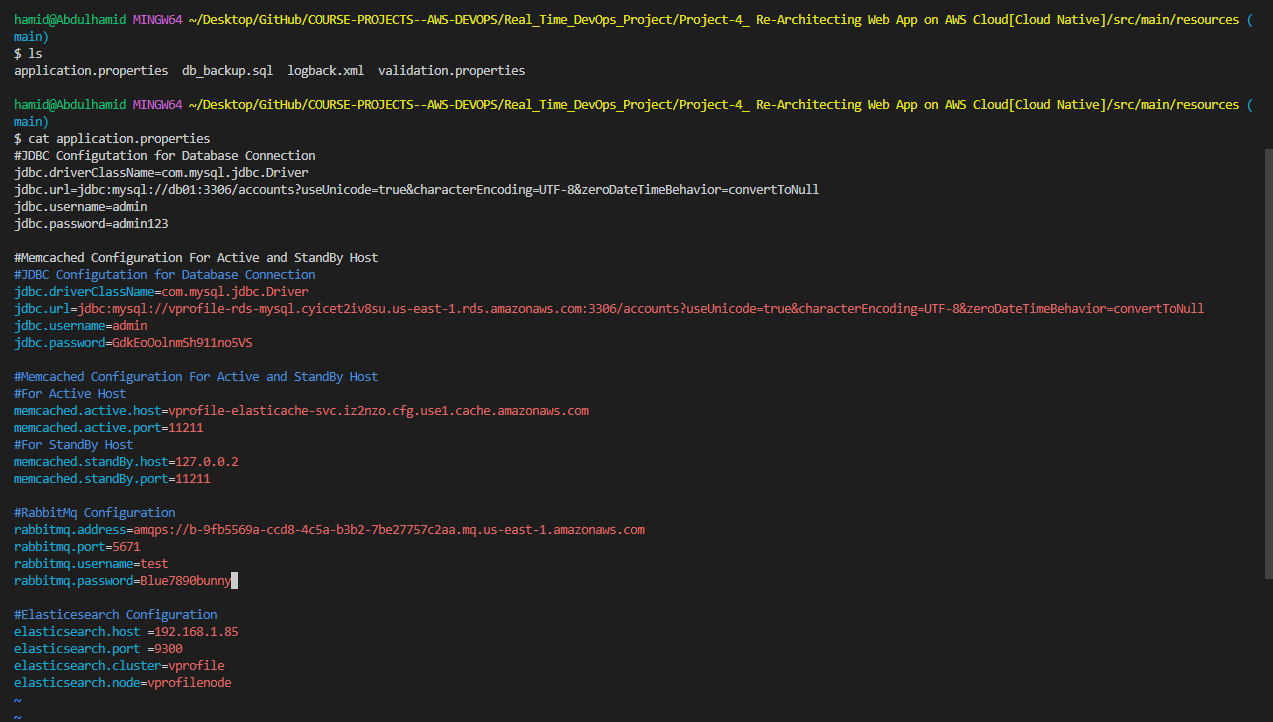 hamid@Abdulhamid MINGW64 ~/Desktop/GitHub/COURSE-PROJECTS--AWS-DEVOPS/Real_Time_DevOps_Project/Project-4_ Re-Architecting Web App on AWS Cloud[Cloud Native]/src/main/resources (
main)
$ ls
application.properties  db_backup.sql  logback.xml  validation.properties

hamid@Abdulhamid MINGW64 ~/Desktop/GitHub/COURSE-PROJECTS--AWS-DEVOPS/Real_Time_DevOps_Project/Project-4_ Re-Architecting Web App on AWS Cloud[Cloud Native]/src/main/resources (
main)
$ cat application.properties
#JDBC Configutation for Database Connection
jdbc.driverClassName=com.mysql.jdbc.Driver
jdbc.url=jdbc:mysql://db01:3306/accounts?useUnicode=true&characterEncoding=UTF-8&zeroDateTimeBehavior=convertToNull
jdbc.username=admin
jdbc.password=admin123

#Memcached Configuration For Active and StandBy Host
#JDBC Configutation for Database Connection
jdbc.driverClassName=com.mysql.jdbc.Driver
jdbc.url=jdbc:mysql://vprofile-rds-mysql.cyicet2iv8su.us-east-1.rds.amazonaws.com:3306/accounts?useUnicode=true&characterEncoding=UTF-8&zeroDateTimeBehavior=convertToNull
jdbc.username=admin
jdbc.password=GdkEoOolnmSh911no5VS

#Memcached Configuration For Active and StandBy Host
#For Active Host
memcached.active.host=vprofile-elasticache-svc.iz2nzo.cfg.use1.cache.amazonaws.com
memcached.active.port=11211
#For StandBy Host
memcached.standBy.host=127.0.0.2
memcached.standBy.port=11211

#RabbitMq Configuration
rabbitmq.address=amqps://b-9fb5569a-ccd8-4c5a-b3b2-7be27757c2aa.mq.us-east-1.amazonaws.com
rabbitmq.port=5671
rabbitmq.username=test
rabbitmq.password=Blue7890bunny

#Elasticesearch Configuration
elasticsearch.host =192.168.1.85
elasticsearch.port =9300
elasticsearch.cluster=vprofile
elasticsearch.node=vprofilenode
~
~